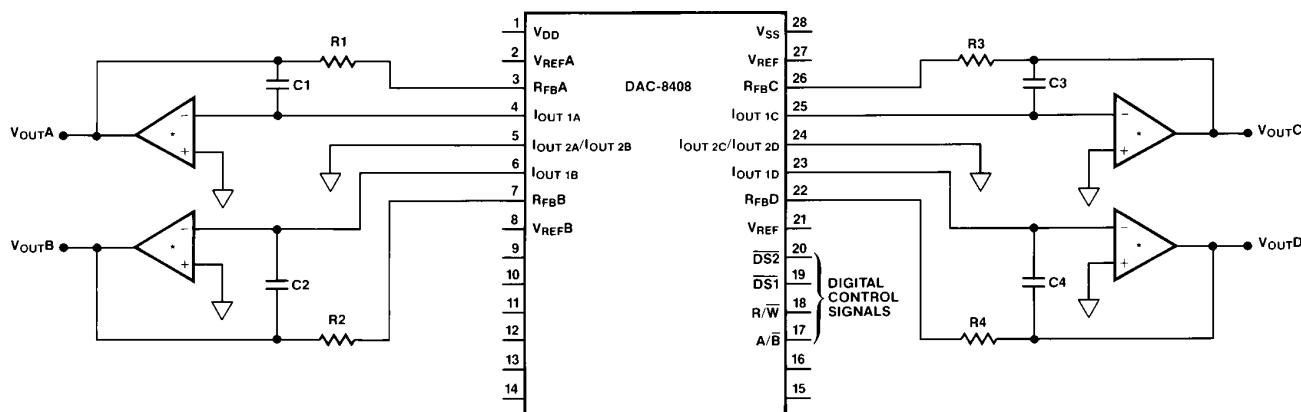 DAC-8408
1 VDD
2 VREFA
3 RFBA
4 IOUT 1A
5 IOUT 2A/IOUT 2B
6 IOUT 1B
7 RFBB
8 VREFB
9
10
11
12
13
14
28 VSS
27 VREF
26 RFBC
25 IOUT 1C
24 IOUT 2C/IOUT 2D
23 IOUT 1D
22 RFBD
21 VREF
20 D̅S̅2̅
19 D̅S̅1̅
18 R/W̅
17 A/B̅
16
15
DIGITAL
CONTROL
SIGNALS
R1
C1
VOUTA
-
*
+
VOUTB
-
*
+
C2
R2
R3
C3
VOUTC
-
*
+
VOUTD
-
*
+
C4
R4